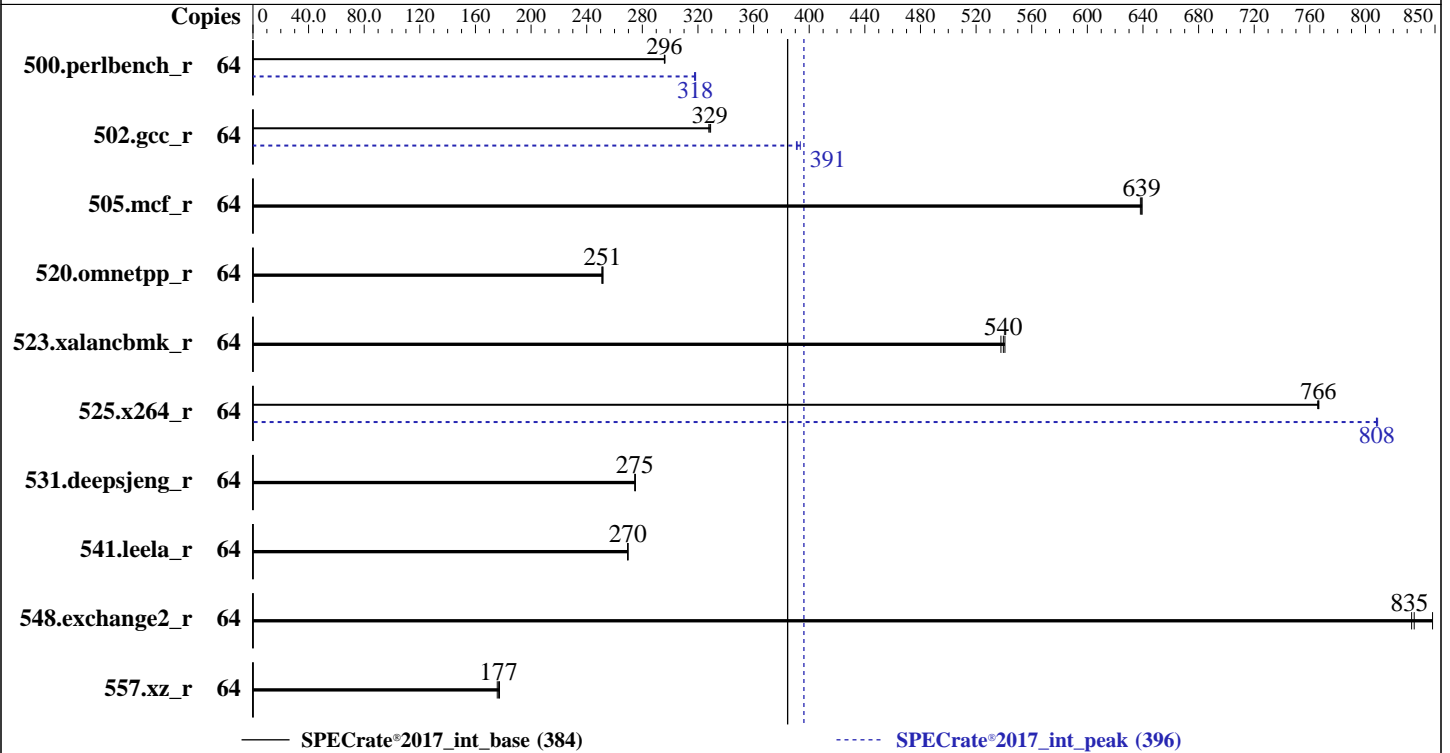 Copies 0 40.0 80.0 120 160 200 240 280 320 360 400 440 480 520 560 600 640 680 720 760 800 850
296
500.perlbench_r 64
318
329
502.gcc_r 64
391
639
505.mcf_r 64
251
520.omnetpp_r 64
540
523.xalancbmk_r 64
766
525.x264_r 64
808
275
531.deepsjeng_r 64
270
541.leela_r 64
835
548.exchange2_r 64
177
557.xz_r 64
SPECrate®2017_int_base (384) SPECrate®2017_int_peak (396)